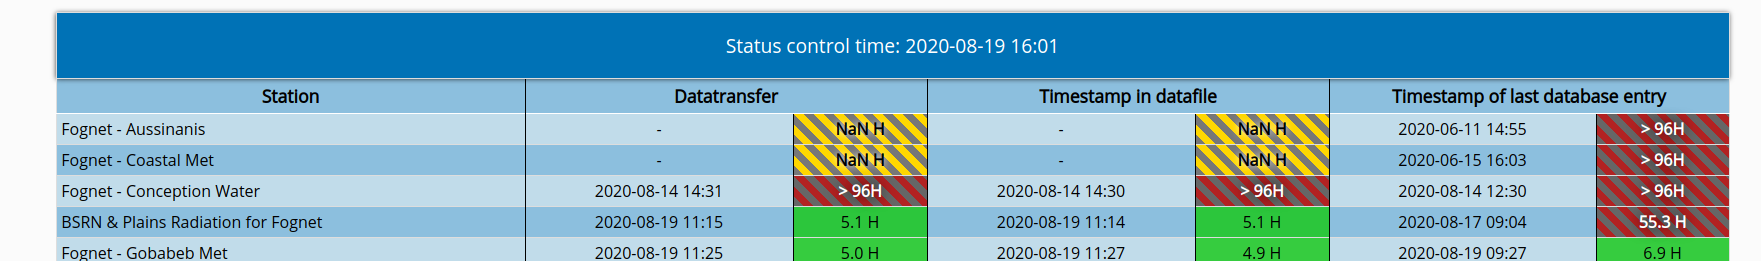 Status control time: 2020-08-19 16:01
Station Datatransfer Timestamp in datafile Timestamp of last database entry
Fognet - Aussinanis - NaN H - NaN H 2020-06-11 14:55 > 96H
Fognet - Coastal Met - NaN H - NaN H 2020-06-15 16:03 > 96H
Fognet - Conception Water 2020-08-14 14:31 > 96H 2020-08-14 14:30 > 96H 2020-08-14 12:30 > 96H
BSRN & Plains Radiation for Fognet 2020-08-19 11:15 5.1 H 2020-08-19 11:14 5.1 H 2020-08-17 09:04 55.3 H
Fognet - Gobabeb Met 2020-08-19 11:25 5.0 H 2020-08-19 11:27 4.9 H 2020-08-19 09:27 6.9 H